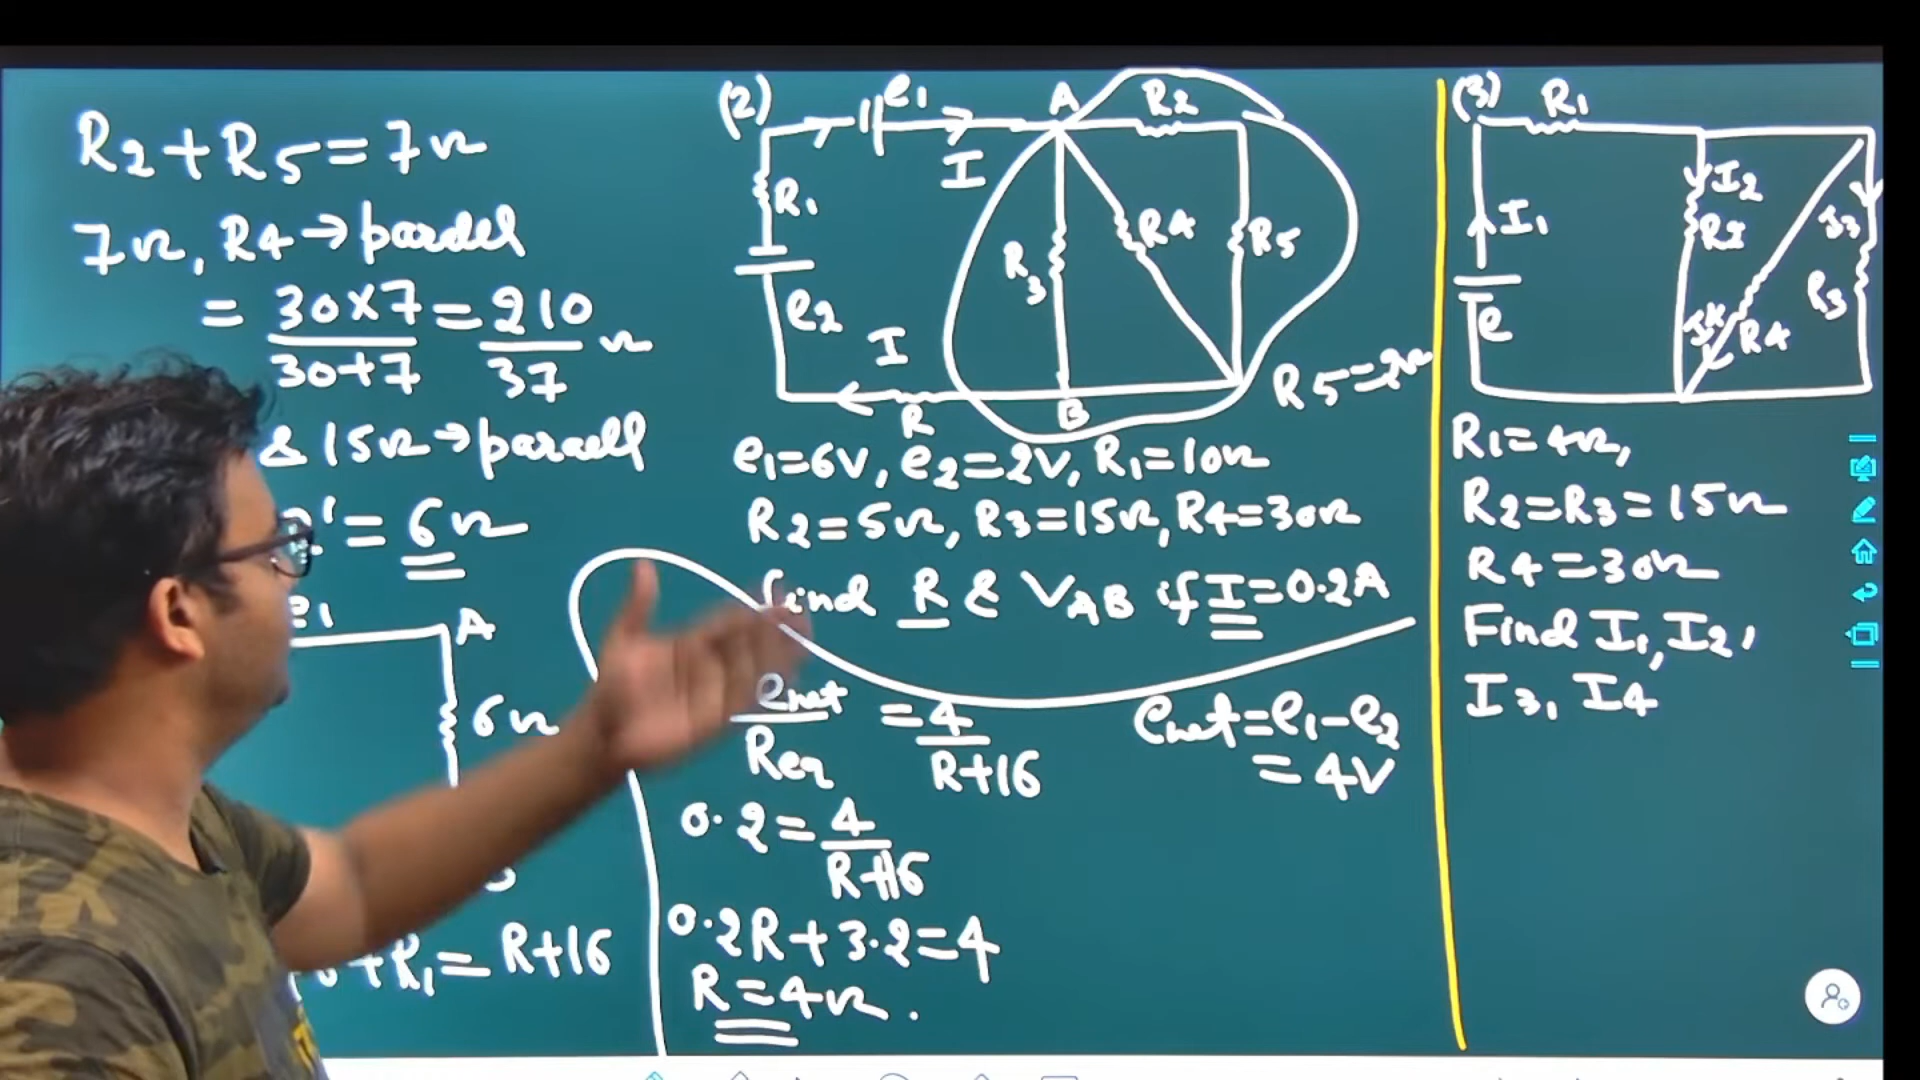 R2+R5=7Ω
7Ω, R4→parallel
= 30×7/30+7 = 210/37 Ω
& 15Ω→parallel
= 6Ω
e1
A
6Ω
+R1= R+16
(2)
e1
A
R2
I
R1
R3
R4
R5
e2
I
R
B
R5=2Ω
e1=6V, e2=2V, R1=10Ω
R2=5Ω, R3=15Ω, R4=30Ω
find R & VAB if I=0.2A
enet/Req = 4/R+16
enet=e1-e2
=4V
0.2=4/R+16
0.2R+3.2=4
R=4Ω.
(3)
R1
I1
I2
R2
I3
R3
I4
R4
e
R1=4Ω,
R2=R3=15Ω
R4=30Ω
Find I1, I2,
I3, I4